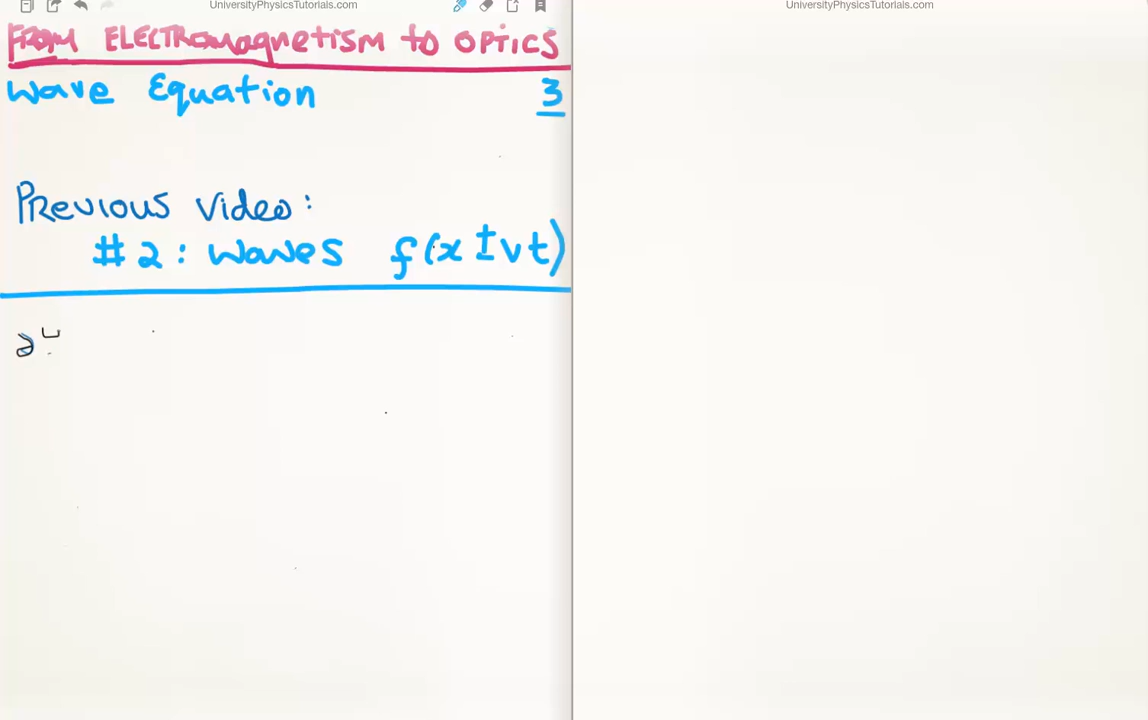 UniversityPhysicsTutorials.com
From ELECTRomagnetism to OPTICS
Wave Equation 3
Previous Video:
# 2: Waves f(x ± vt)
UniversityPhysicsTutorials.com